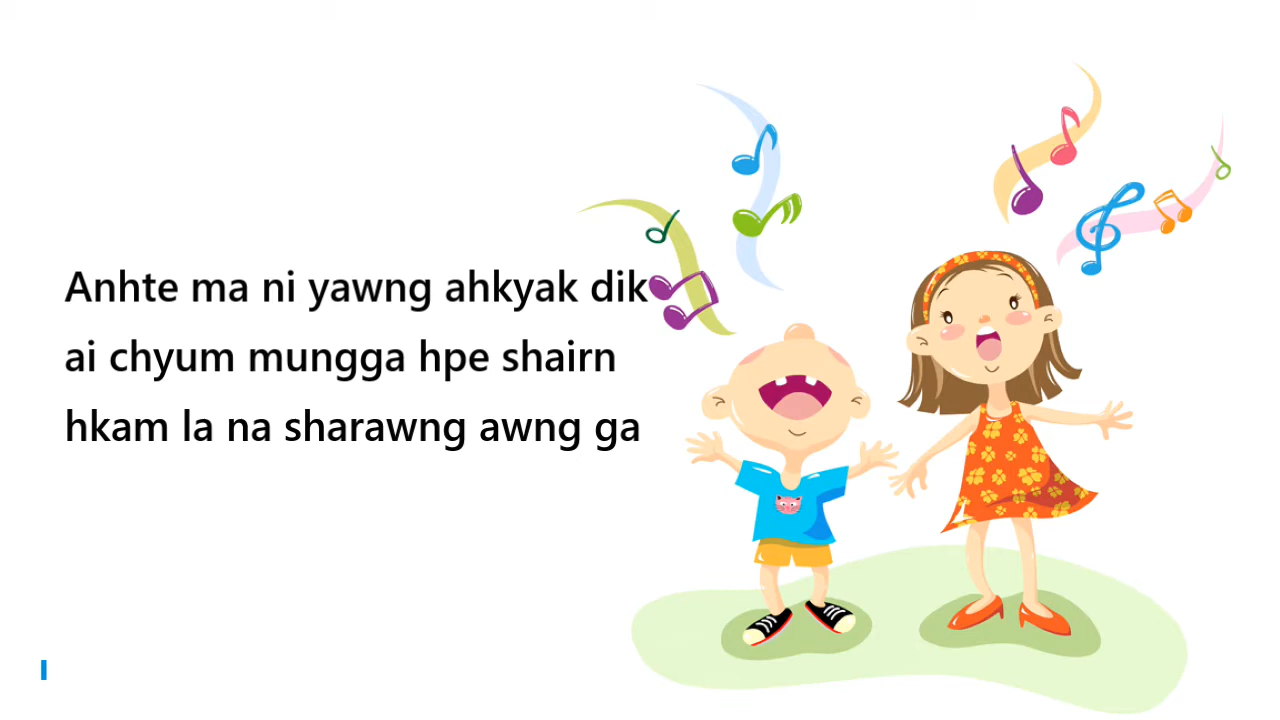 Anhte ma ni yawng ahkyak dik
ai chyum mungga hpe shairn
hkam la na sharawng awng ga